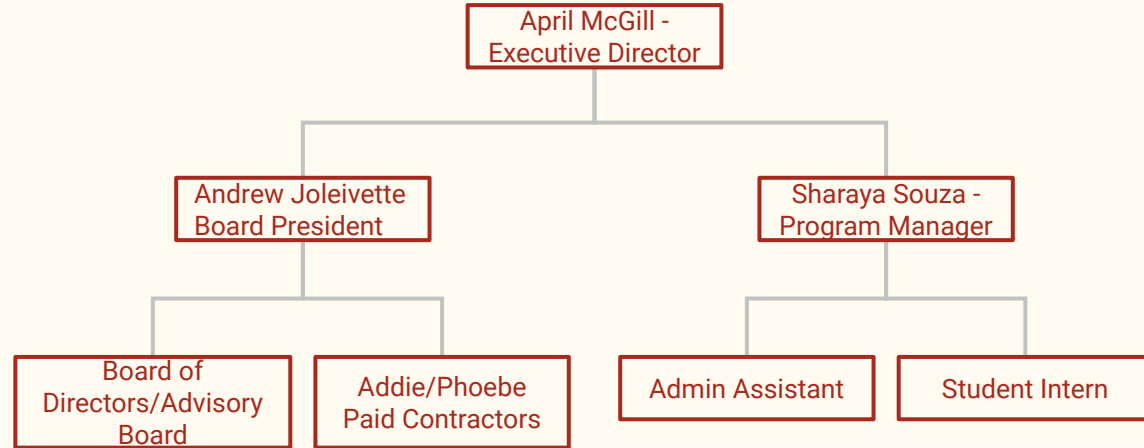 April McGill -
Executive Director
Andrew Joleivette
Board President
Sharaya Souza -
Program Manager
Board of
Directors/Advisory
Board
Addie/Phoebe
Paid Contractors
Admin Assistant
Student Intern